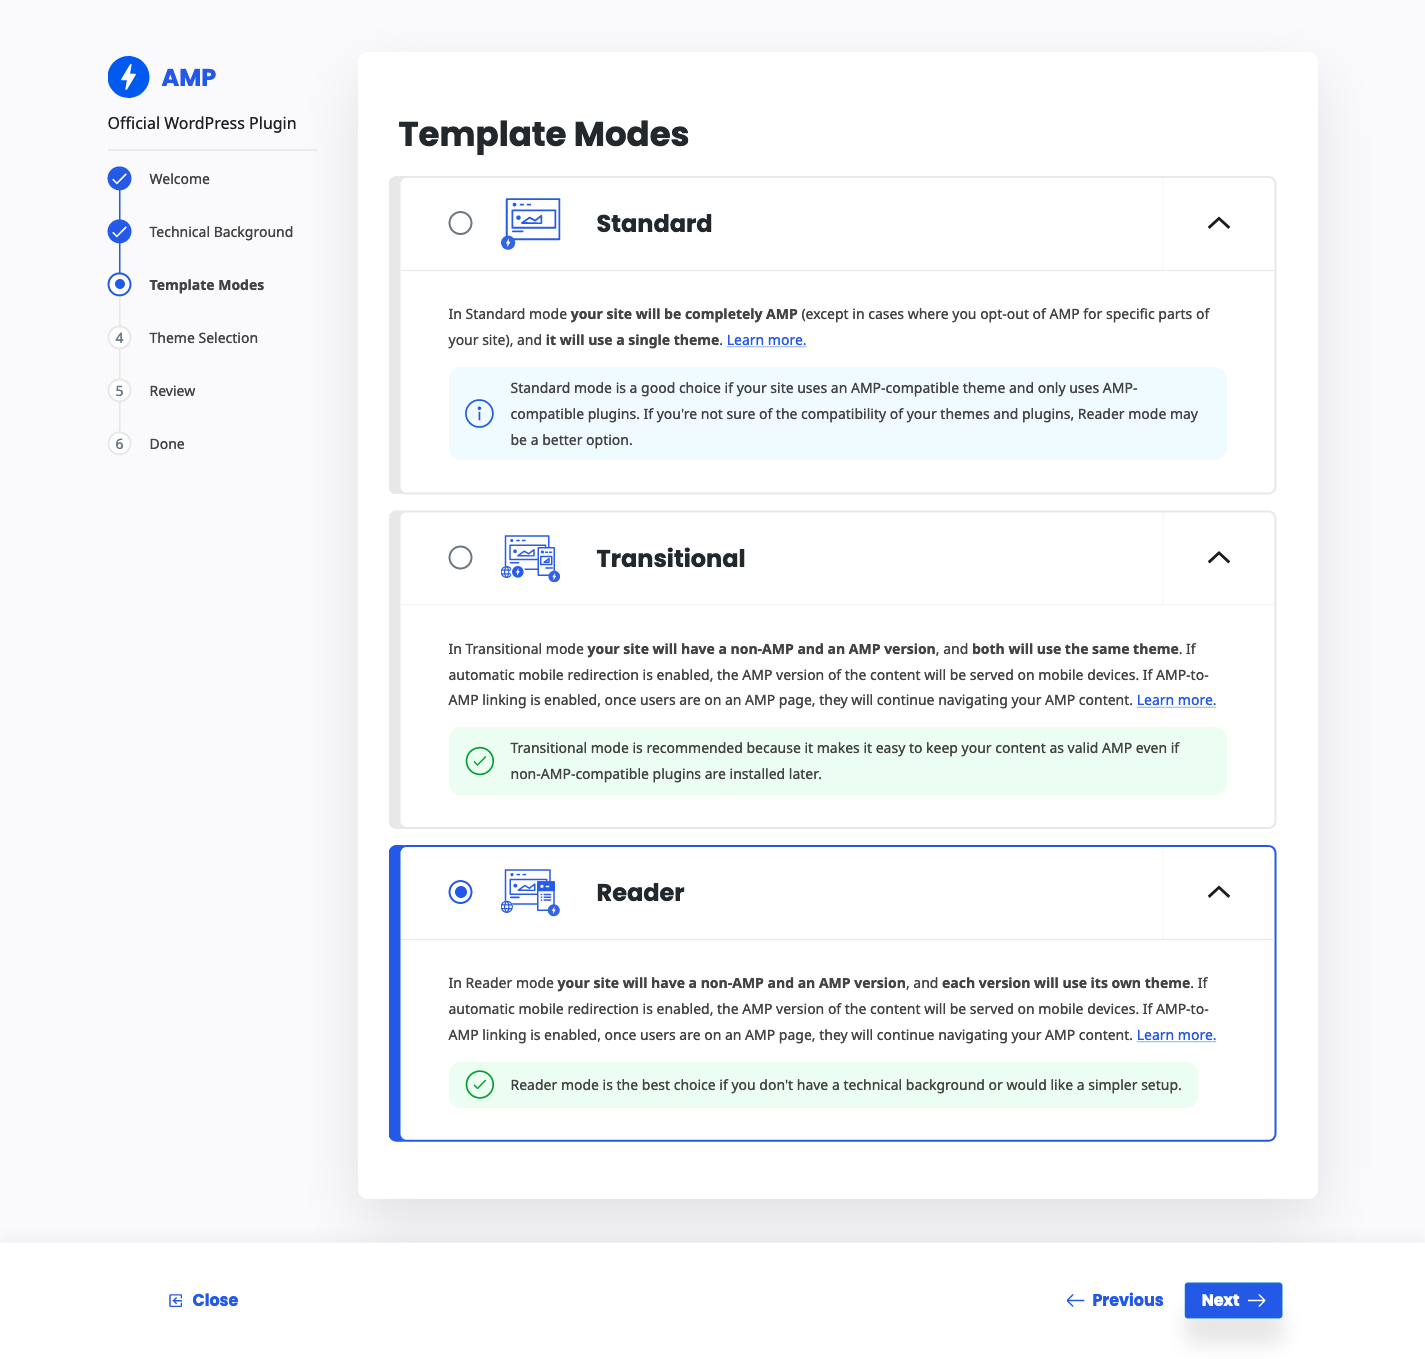 AMP
Official WordPress Plugin
Welcome
Technical Background
Template Modes
4 Theme Selection
5 Review
6 Done
Template Modes
Standard
In Standard mode your site will be completely AMP (except in cases where you opt-out of AMP for specific parts of
your site), and it will use a single theme. Learn more.
Standard mode is a good choice if your site uses an AMP-compatible theme and only uses AMP-
compatible plugins. If you're not sure of the compatibility of your themes and plugins, Reader mode may
be a better option.
Transitional
In Transitional mode your site will have a non-AMP and an AMP version, and both will use the same theme. If
automatic mobile redirection is enabled, the AMP version of the content will be served on mobile devices. If AMP-to-
AMP linking is enabled, once users are on an AMP page, they will continue navigating your AMP content. Learn more.
Transitional mode is recommended because it makes it easy to keep your content as valid AMP even if
non-AMP-compatible plugins are installed later.
Reader
In Reader mode your site will have a non-AMP and an AMP version, and each version will use its own theme. If
automatic mobile redirection is enabled, the AMP version of the content will be served on mobile devices. If AMP-to-
AMP linking is enabled, once users are on an AMP page, they will continue navigating your AMP content. Learn more.
Reader mode is the best choice if you don't have a technical background or would like a simpler setup.
Close
Previous
Next